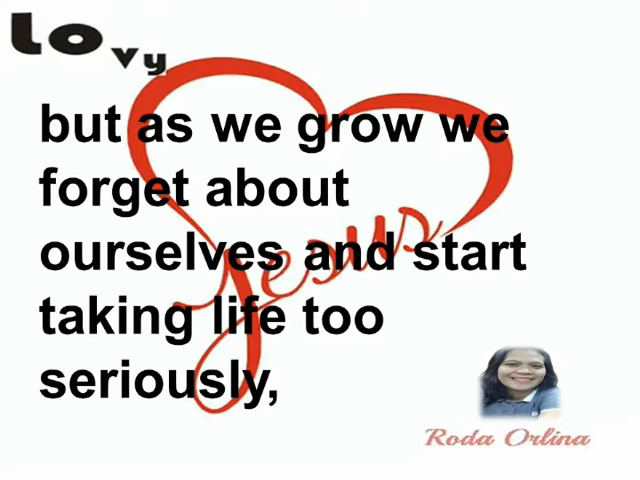 Lovy
but as we grow we
forget about
ourselves and start
taking life too
seriously,
Jesus
Roda Orlina